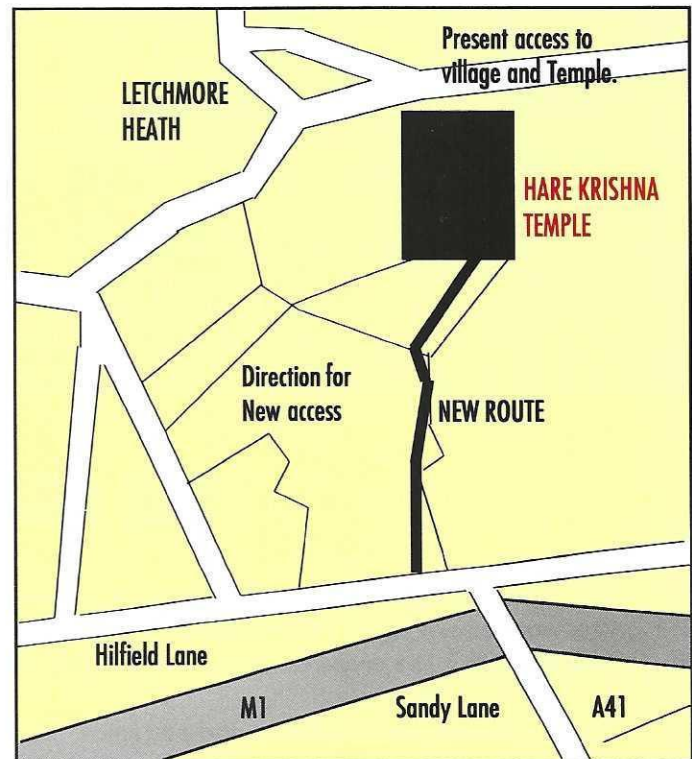 Present access to
village and Temple.
LETCHMORE
HEATH
HARE KRISHNA
TEMPLE
Direction for
New access
NEW ROUTE
Hilfield Lane
M1
Sandy Lane
A41